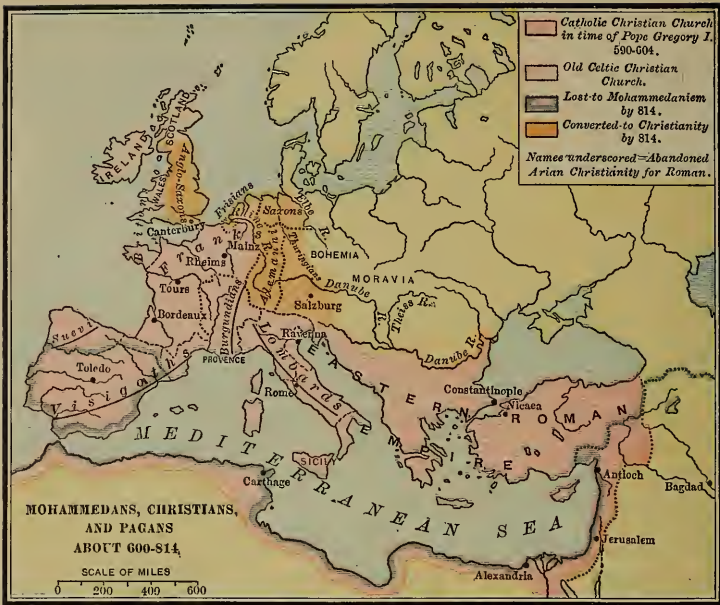 Catholic Christian Church
in time of Pope Gregory I.
590-604.
Old Celtic Christian
Church.
Lost to Mohammedanism
by 814.
Converted to Christianity
by 814.
Names underscored=Abandoned
Arian Christianity for Roman.
SCOTLAND
IRELAND
Anglo-Saxons
WALES
Britons
Canterbury
Frisians
Saxons
Elbe R.
Franks
Mainz
Rheims
Thuringians
Alemanni
BOHEMIA
MORAVIA
Tours
Danube
R.
Theiss R.
Salzburg
Bordeaux
Burgundians
Ravenna
Danube R.
Suevi
PROVENCE
Lombards
Toledo
Visigoths
Rome
EASTERN ROMAN
EMPIRE
Constantinople
Nicaea
MEDITERRANEAN SEA
SICILY
Carthage
Antioch
Bagdad
Jerusalem
Alexandria
MOHAMMEDANS, CHRISTIANS,
AND PAGANS
ABOUT 600-814
SCALE OF MILES
0 200 400 600